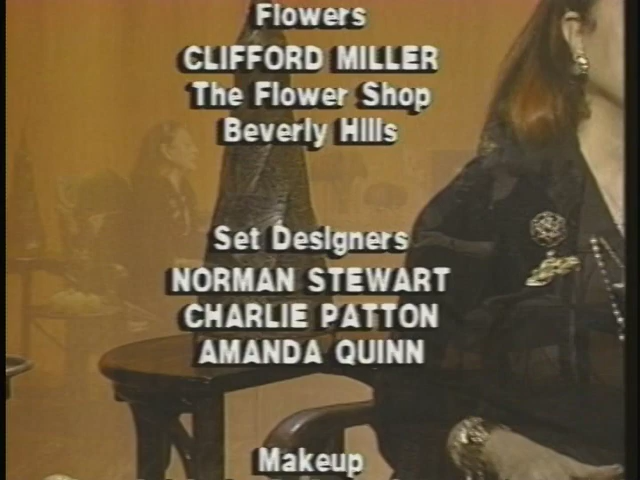 Flowers
CLIFFORD MILLER
The Flower Shop
Beverly Hills
Set Designers
NORMAN STEWART
CHARLIE PATTON
AMANDA QUINN
Makeup